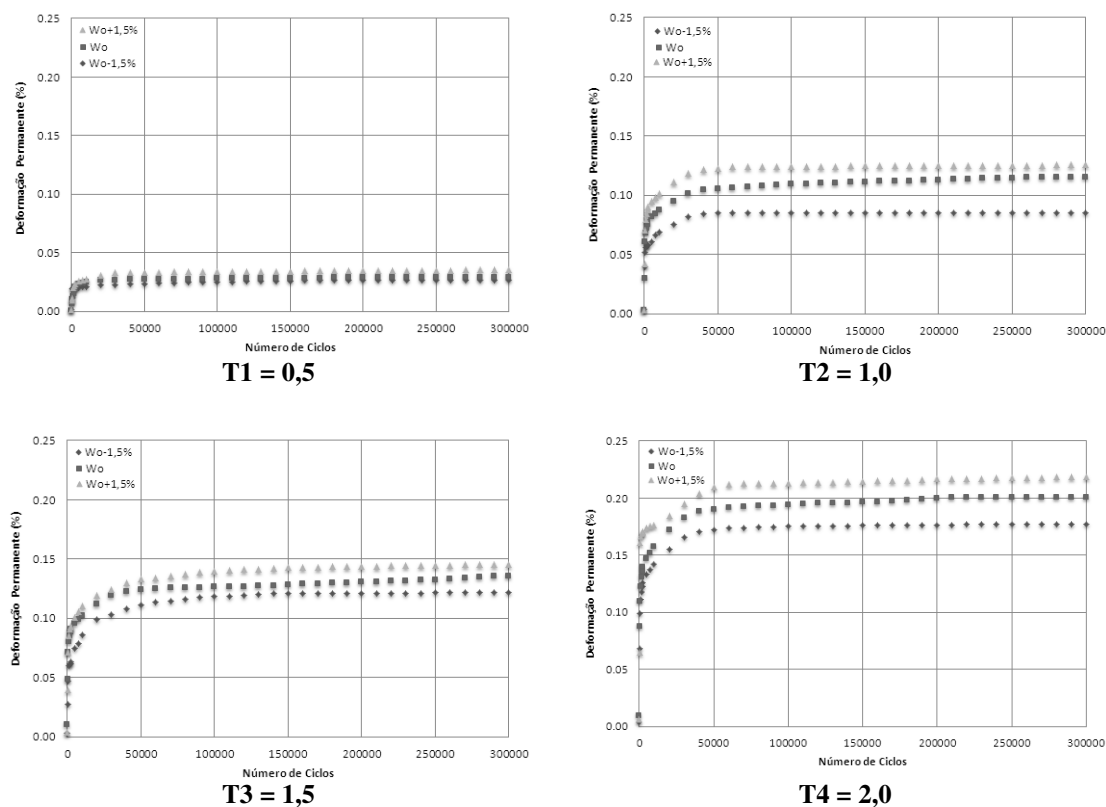 0.25
0.20
0.15
0.10
0.05
0.00
Deformação Permanente (%)
Wo+1,5%
Wo
Wo-1,5%
0 50000 100000 150000 200000 250000 300000
Número de Ciclos
T1 = 0,5
0.25
0.20
0.15
0.10
0.05
0.00
Deformação Permanente (%)
Wo-1,5%
Wo
Wo+1,5%
0 50000 100000 150000 200000 250000 300000
Número de Ciclos
T2 = 1,0
0.25
0.20
0.15
0.10
0.05
0.00
Deformação Permanente (%)
Wo-1,5%
Wo
Wo+1,5%
0 50000 100000 150000 200000 250000 300000
Número de Ciclos
T3 = 1,5
0.25
0.20
0.15
0.10
0.05
0.00
Deformação Permanente (%)
Wo-1,5%
Wo
Wo+1,5%
0 50000 100000 150000 200000 250000 300000
Número de Ciclos
T4 = 2,0